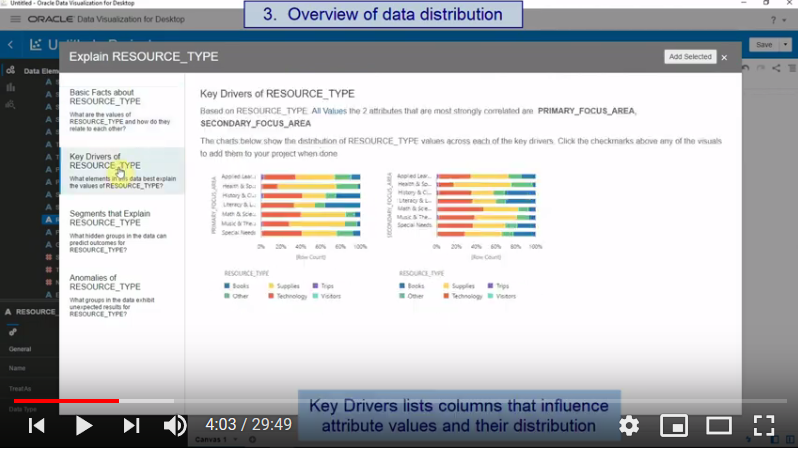 Untitled - Oracle Data Visualization for Desktop
3. Overview of data distribution
ORACLE Data Visualization for Desktop
Save
Data Elem
Explain RESOURCE_TYPE
Add Selected
Basic Facts about
RESOURCE_TYPE
What are the values of
RESOURCE_TYPE and how do they
relate to each other?
Key Drivers of
RESOURCE_TYPE
What elements in this data best explain
the values of RESOURCE_TYPE?
Segments that Explain
RESOURCE_TYPE
What hidden groups in the data can
predict outcomes for
RESOURCE_TYPE?
Anomalies of
RESOURCE_TYPE
What groups in the data exhibit
unexpected results for
RESOURCE_TYPE?
Key Drivers of RESOURCE_TYPE
Based on RESOURCE_TYPE. All Values the 2 attributes that are most strongly correlated are PRIMARY_FOCUS_AREA,
SECONDARY_FOCUS_AREA
The charts below show the distribution of RESOURCE_TYPE values across each of the key drivers. Click the checkmarks above any of the visuals
to add them to your project when done
PRIMARY_FOCUS_AREA
Applied Lear...
Health & Sp...
History & C...
Literacy & L...
Math & Scie...
Music & The...
Special Needs
0% 20% 40% 60% 80% 100%
(Row Count)
RESOURCE_TYPE
Books Supplies Trips
Other Technology Visitors
SECONDARY_FOCUS_AREA
Applied Lear...
Health & Sp...
History & C...
Literacy & L...
Math & Scie...
Music & The...
Special Needs
0% 20% 40% 60% 80% 100%
(Row Count)
RESOURCE_TYPE
Books Supplies Trips
Other Technology Visitors
A RESOURCE_
General
Name
Treat As
Data Type
Key Drivers lists columns that influence
attribute values and their distribution
4:03 / 29:49
Canvas 1